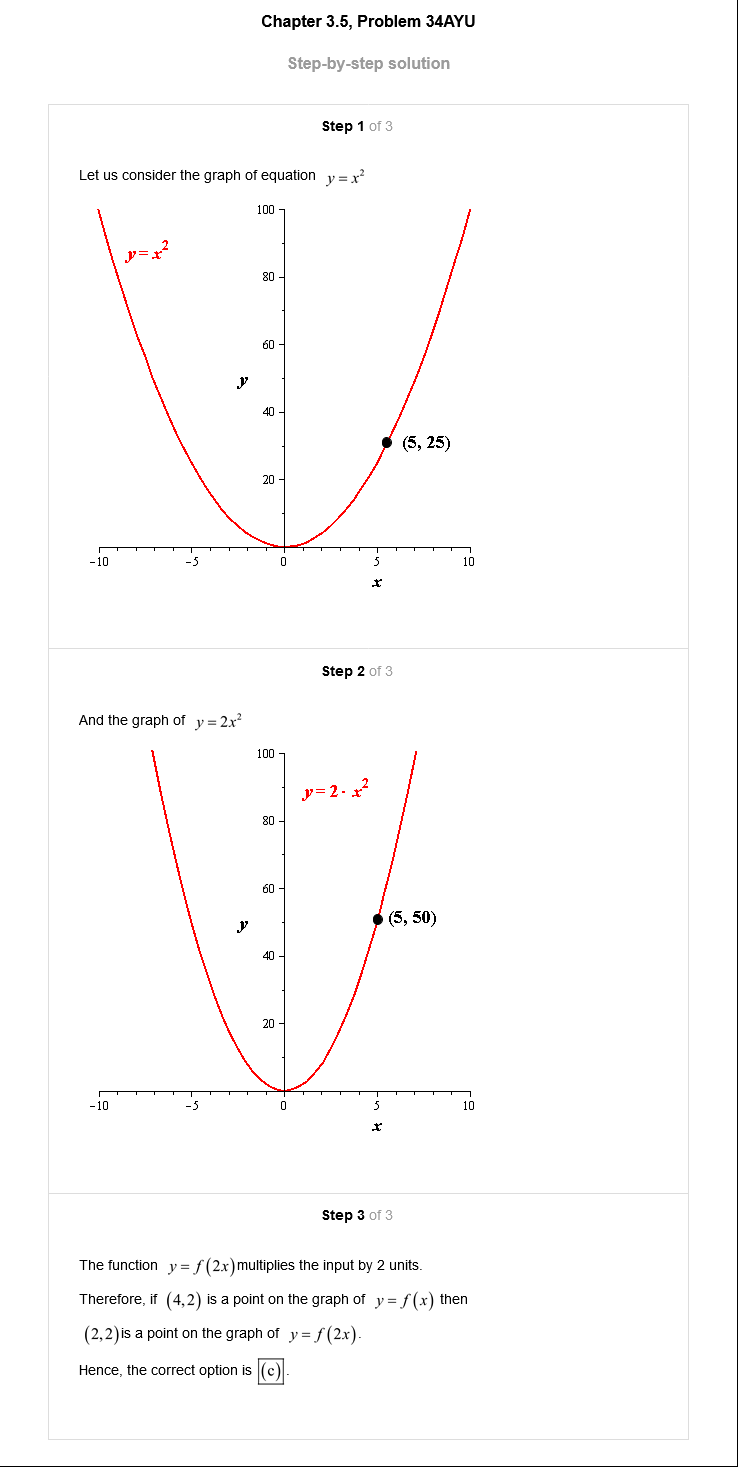 Chapter 3.5, Problem 34AYU
Step-by-step solution
Step 1 of 3
Let us consider the graph of equation y = x²
100
y = x²
80
60
y
40
(5, 25)
20
−10 −5 0 5 10
x
Step 2 of 3
And the graph of y = 2x²
100
y = 2 · x²
80
60
(5, 50)
y
40
20
−10 −5 0 5 10
x
Step 3 of 3
The function y = f(2x) multiplies the input by 2 units.
Therefore, if (4,2) is a point on the graph of y = f(x) then
(2,2) is a point on the graph of y = f(2x).
Hence, the correct option is (c).